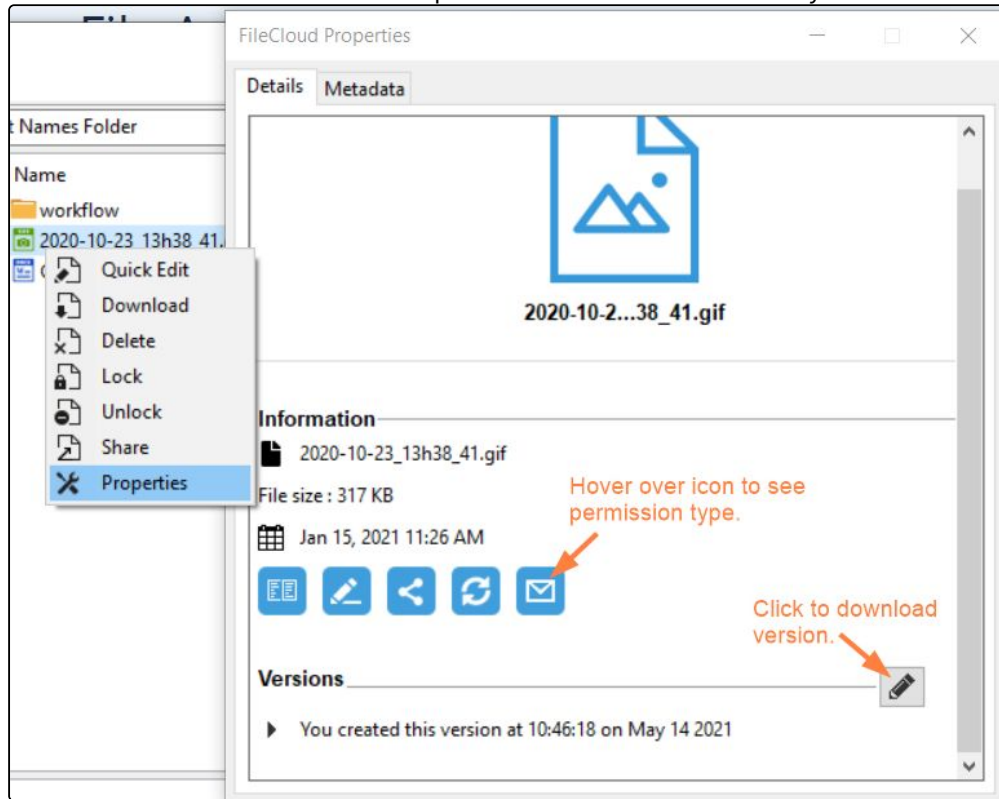 FileCloud Properties
Details Metadata
t Names Folder
Name
workflow
2020-10-23_13h38_41.
Quick Edit
Download
Delete
Lock
Unlock
Share
Properties
2020-10-2...38_41.gif
Information
2020-10-23_13h38_41.gif
File size : 317 KB
Jan 15, 2021 11:26 AM
Hover over icon to see
permission type.
Click to download
version.
Versions
You created this version at 10:46:18 on May 14 2021